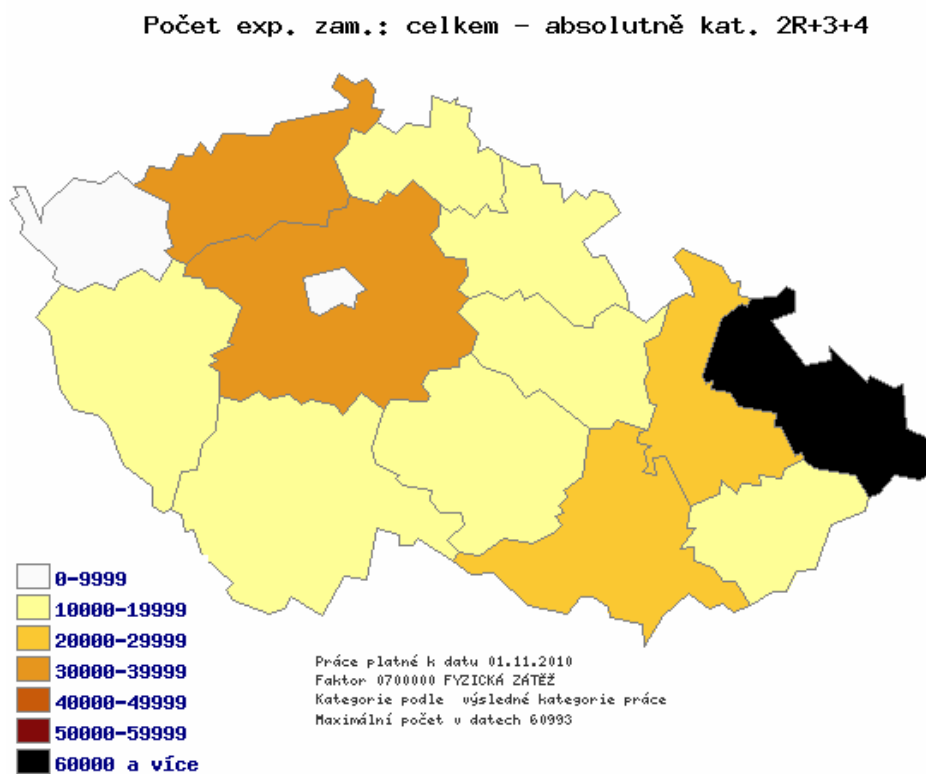 Počet exp. zam.: celkem - absolutně kat. 2R+3+4
0-9999
10000-19999
20000-29999
30000-39999
40000-49999
50000-59999
60000 a více
Práce platné k datu 01.11.2010
Faktor 0700000 FYZICKÁ ZÁTĚŽ
Kategorie podle výsledné kategorie práce
Maximální počet v datech 60993